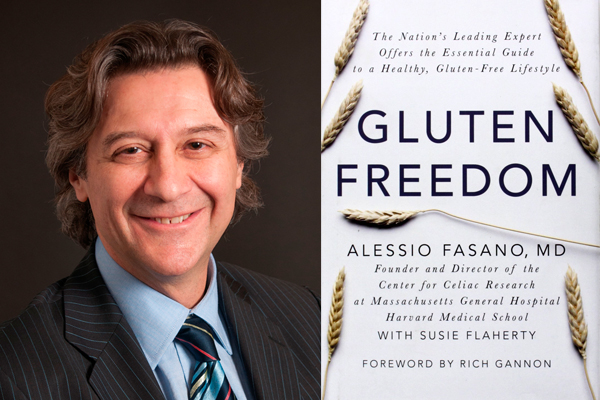 The Nation's Leading Expert
Offers the Essential Guide
to a Healthy, Gluten-Free Lifestyle
GLUTEN
FREEDOM
ALESSIO FASANO, MD
Founder and Director of the
Center for Celiac Research
at Massachusetts General Hospital
Harvard Medical School
WITH SUSIE FLAHERTY
FOREWORD BY RICH GANNON